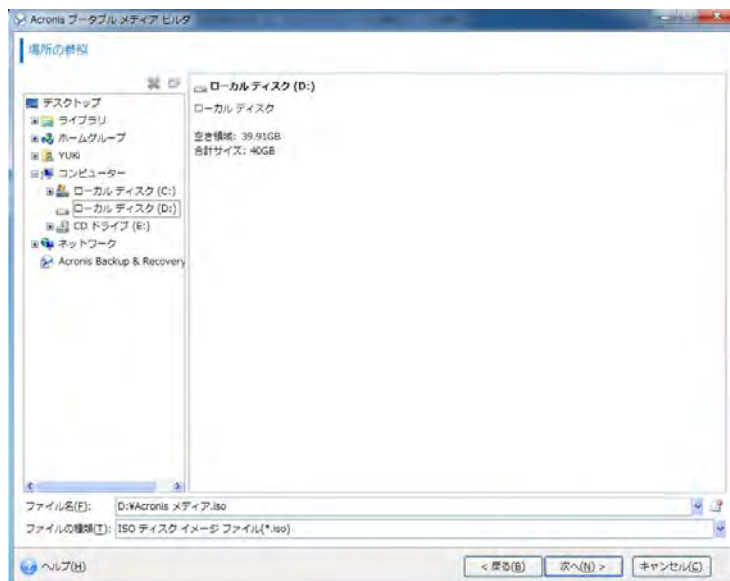 Acronis ブータブル メディア ビルダ
場所の参照
デスクトップ
ライブラリ
ホームグループ
YUKi
コンピューター
ローカル ディスク (C:)
ローカル ディスク (D:)
CD ドライブ (E:)
ネットワーク
Acronis Backup & Recovery
ローカル ディスク (D:)
ローカル ディスク
空き領域: 39.91GB
合計サイズ: 40GB
ファイル名(F): D:¥Acronis メディア.iso
ファイルの種類(T): ISO ディスク イメージ ファイル(*.iso)
ヘルプ(H) < 戻る(B) 次へ(N) > キャンセル(C)